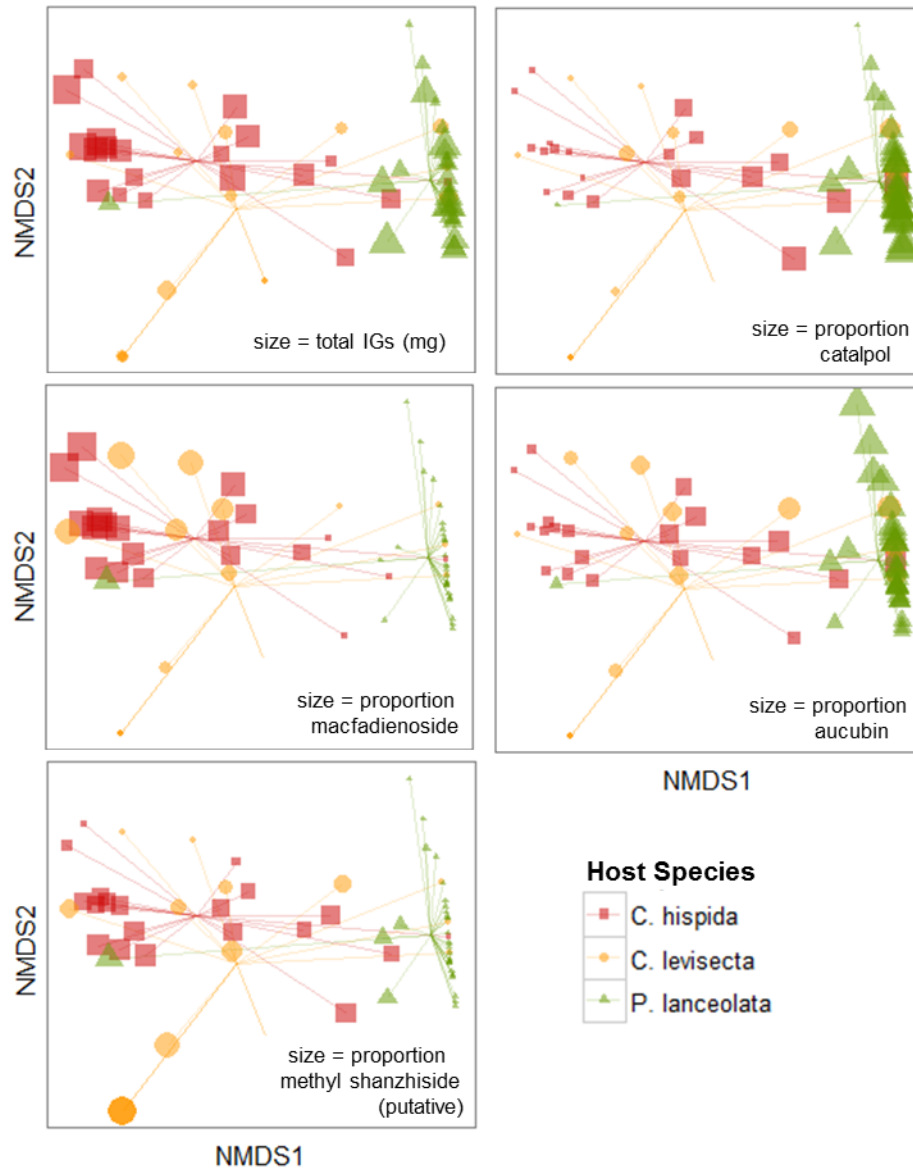 NMDS2
size = total IGs (mg)
size = proportion
catalpol
NMDS2
size = proportion
macfadienoside
size = proportion
aucubin
NMDS1
NMDS2
size = proportion
methyl shanzhiside
(putative)
NMDS1
Host Species
C. hispida
C. levisecta
P. lanceolata